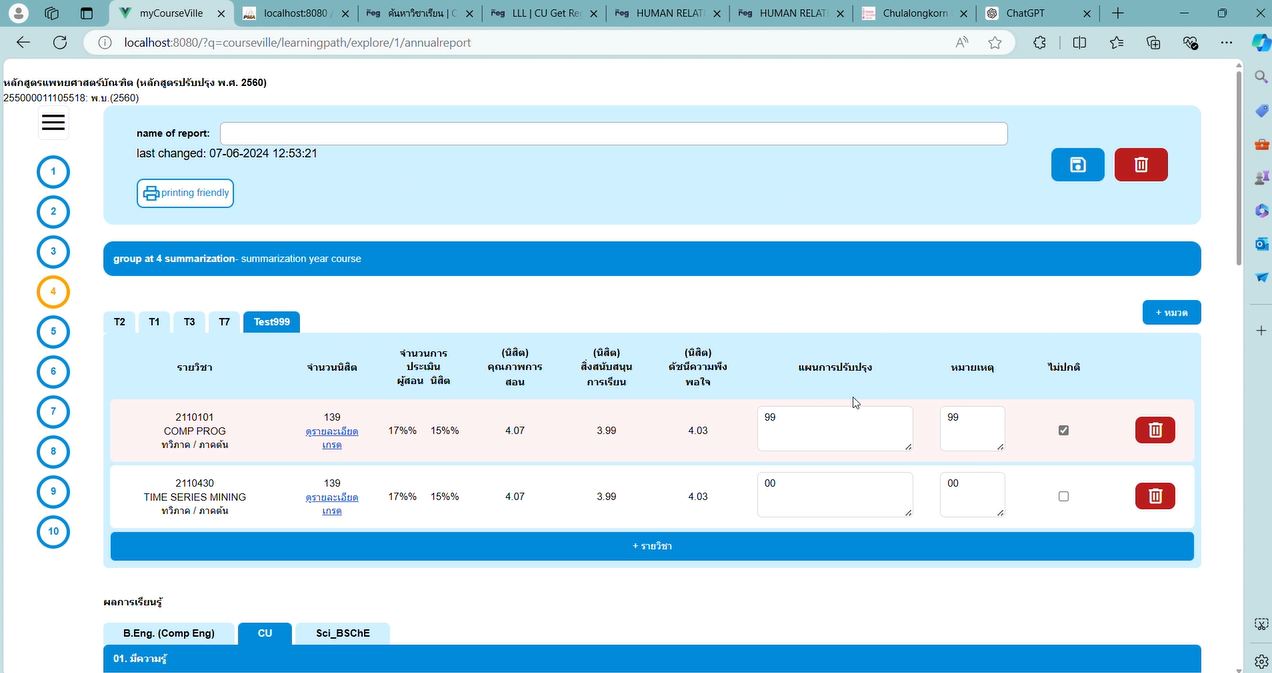 myCourseVille
localhost:8080 /
ค้นหาวิชาเรียน | C
LLL | CU Get Re
HUMAN RELAT
HUMAN RELAT
Chulalongkorn
ChatGPT
localhost:8080/?q=courseville/learningpath/explore/1/annualreport
หลักสูตรแพทยศาสตร์บัณฑิต (หลักสูตรปรับปรุง พ.ศ. 2560)
255000011105518: พ.บ.(2560)
name of report:
last changed: 07-06-2024 12:53:21
printing friendly
1
2
3
4
5
6
7
8
9
10
group at 4 summarization- summarization year course
+ หมวด
T2 T1 T3 T7 Test999
รายวิชา
จำนวนนิสิต
จำนวนการ
ประเมิน
ผู้สอน นิสิต
(นิสิต)
คุณภาพการ
สอน
(นิสิต)
สิ่งสนับสนุน
การเรียน
(นิสิต)
ดัชนีความพึง
พอใจ
แผนการปรับปรุง
หมายเหตุ
ไม่ปกติ
2110101
COMP PROG
ทวิภาค / ภาคต้น
139
ดูรายละเอียด
เกรด
17%% 15%% 4.07 3.99 4.03 99 99
2110430
TIME SERIES MINING
ทวิภาค / ภาคต้น
139
ดูรายละเอียด
เกรด
17%% 15%% 4.07 3.99 4.03 00 00
+ รายวิชา
ผลการเรียนรู้
B.Eng. (Comp Eng) CU Sci_BSChE
01. มีความรู้